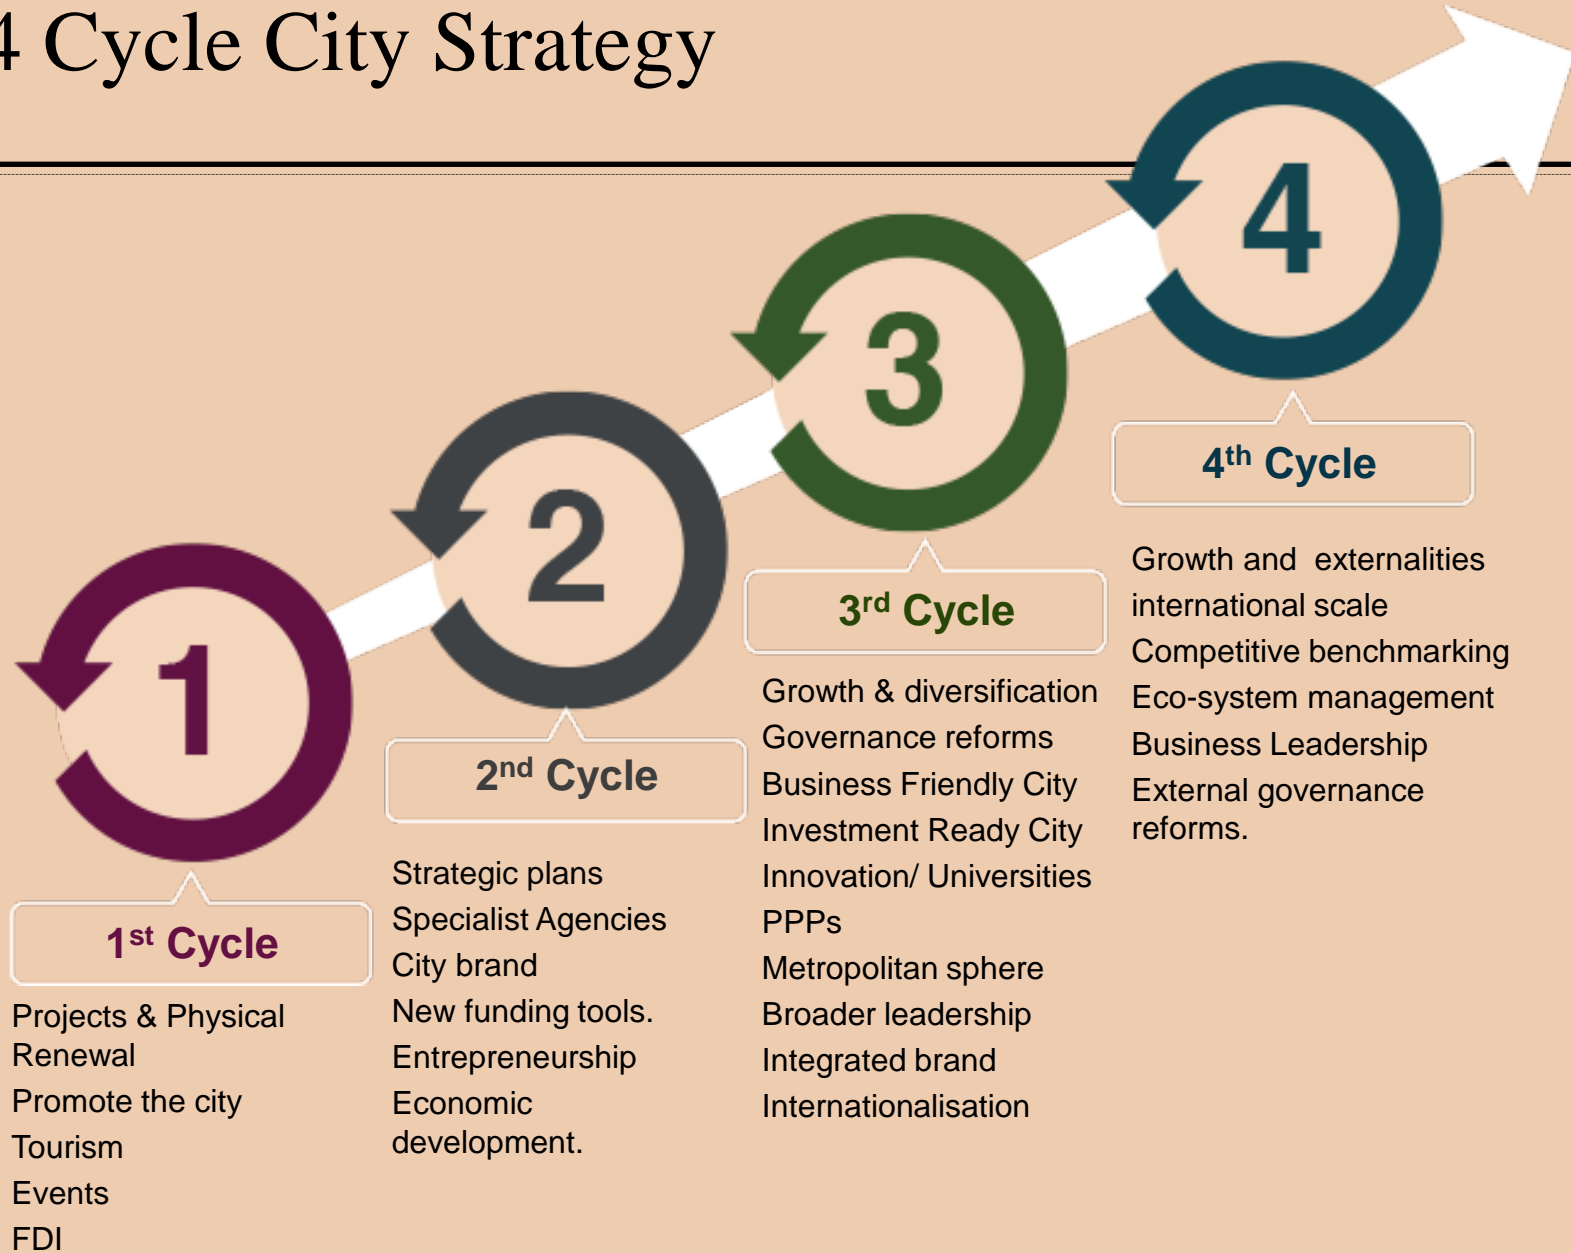 4 Cycle City Strategy
1
2
3
4
1st Cycle
Projects & Physical
Renewal
Promote the city
Tourism
Events
FDI
2nd Cycle
Strategic plans
Specialist Agencies
City brand
New funding tools.
Entrepreneurship
Economic
development.
3rd Cycle
Growth & diversification
Governance reforms
Business Friendly City
Investment Ready City
Innovation/ Universities
PPPs
Metropolitan sphere
Broader leadership
Integrated brand
Internationalisation
4th Cycle
Growth and  externalities
international scale
Competitive benchmarking
Eco-system management
Business Leadership
External governance
reforms.